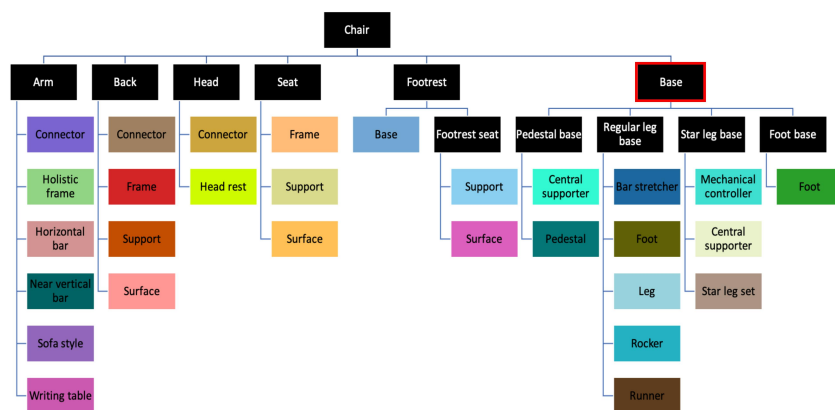 Chair
Arm
Back
Head
Seat
Footrest
Base
Connector
Connector
Connector
Frame
Base
Footrest seat
Pedestal base
Regular leg
base
Star leg base
Foot base
Holistic
frame
Frame
Head rest
Support
Support
Central
supporter
Bar stretcher
Mechanical
controller
Foot
Horizontal
bar
Support
Surface
Surface
Pedestal
Foot
Central
supporter
Near vertical
bar
Surface
Leg
Star leg set
Sofa style
Rocker
Writing table
Runner